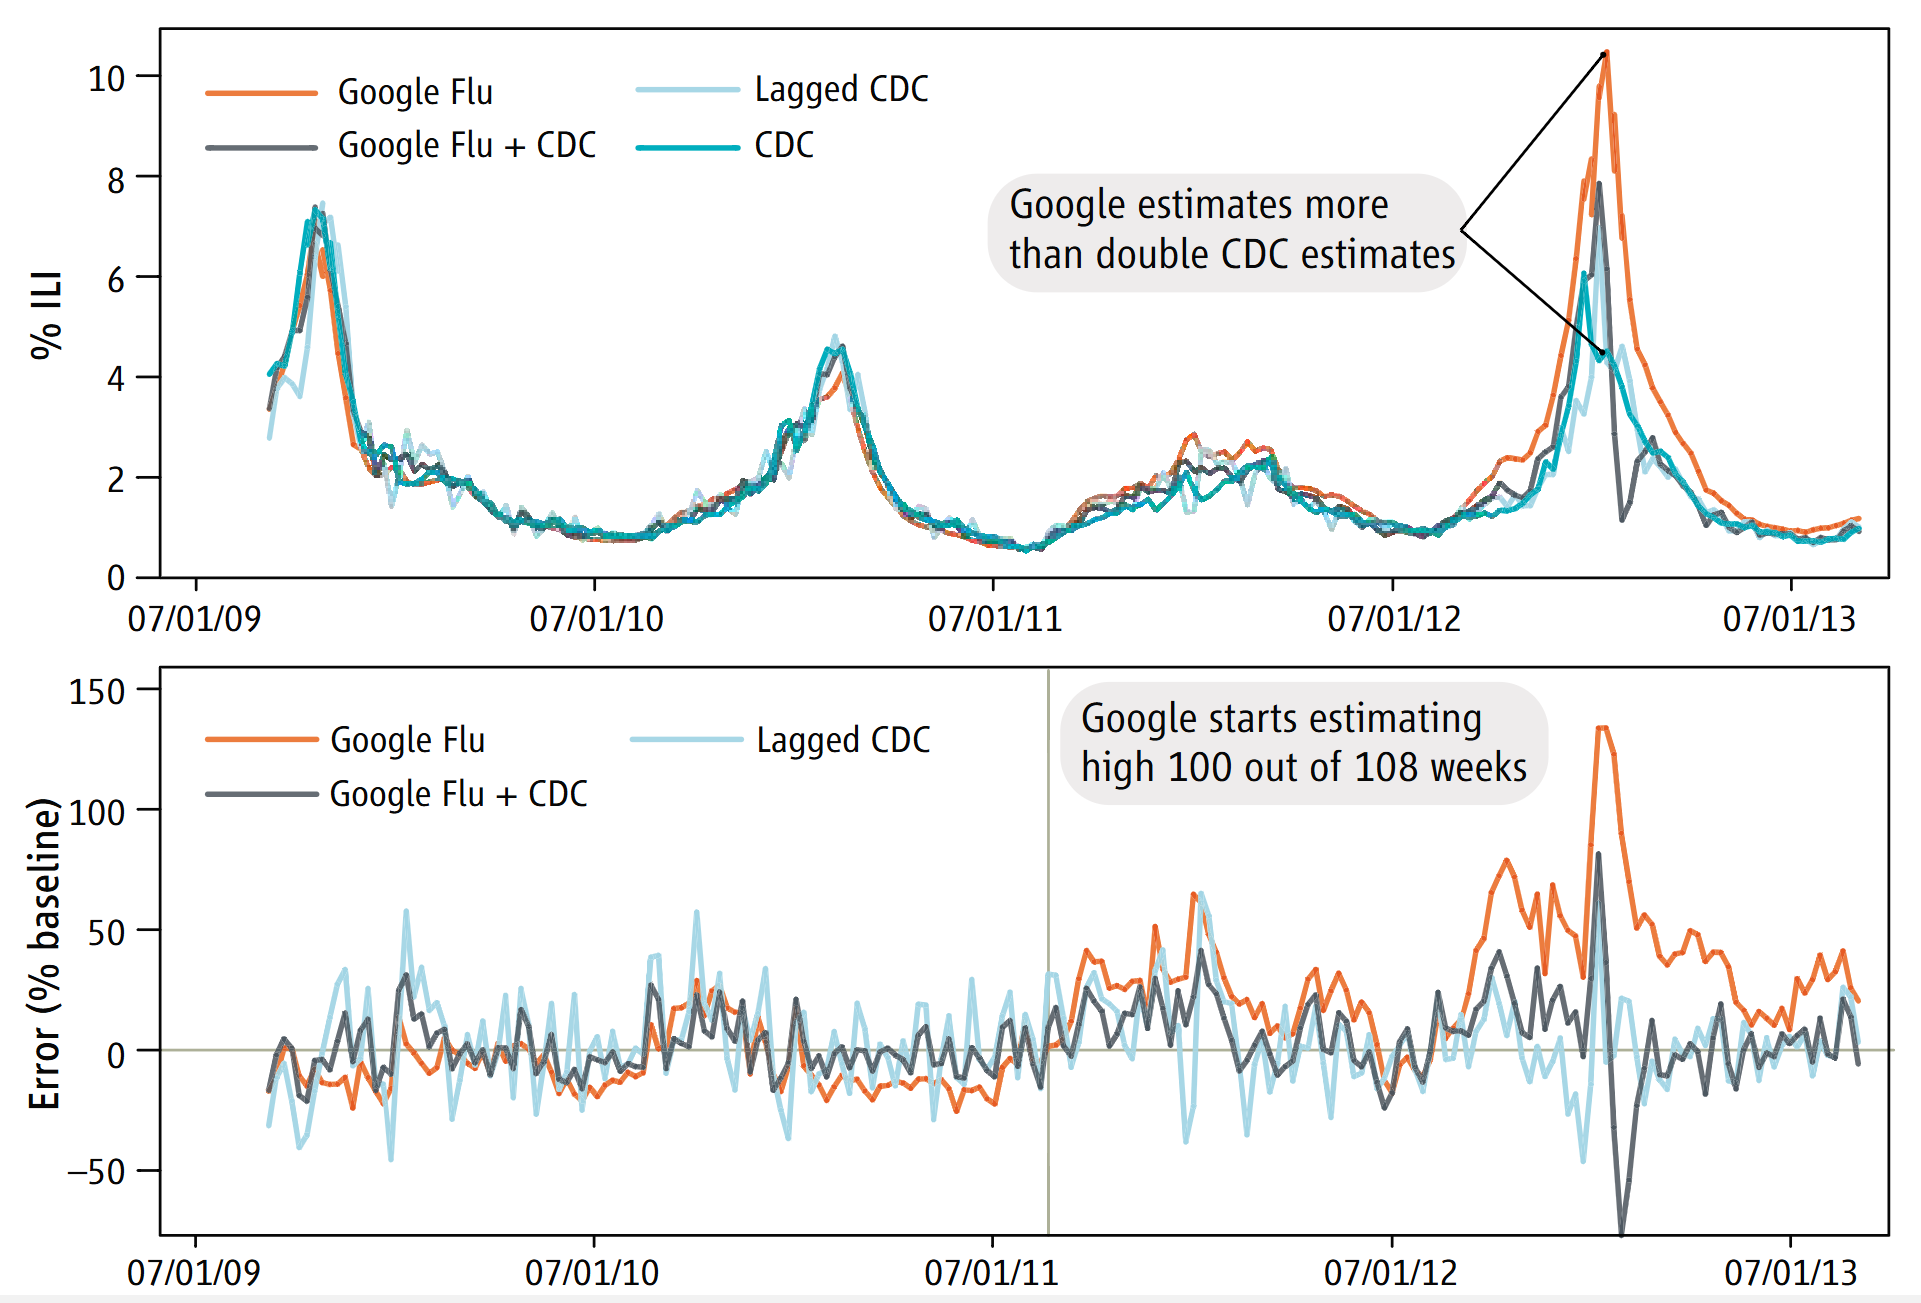 10
8
6
4
2
0
% ILI
Google Flu
Lagged CDC
Google Flu + CDC
CDC
Google estimates more
than double CDC estimates
07/01/09
07/01/10
07/01/11
07/01/12
07/01/13
150
100
50
0
–50
Error (% baseline)
Google Flu
Lagged CDC
Google Flu + CDC
Google starts estimating
high 100 out of 108 weeks
07/01/09
07/01/10
07/01/11
07/01/12
07/01/13